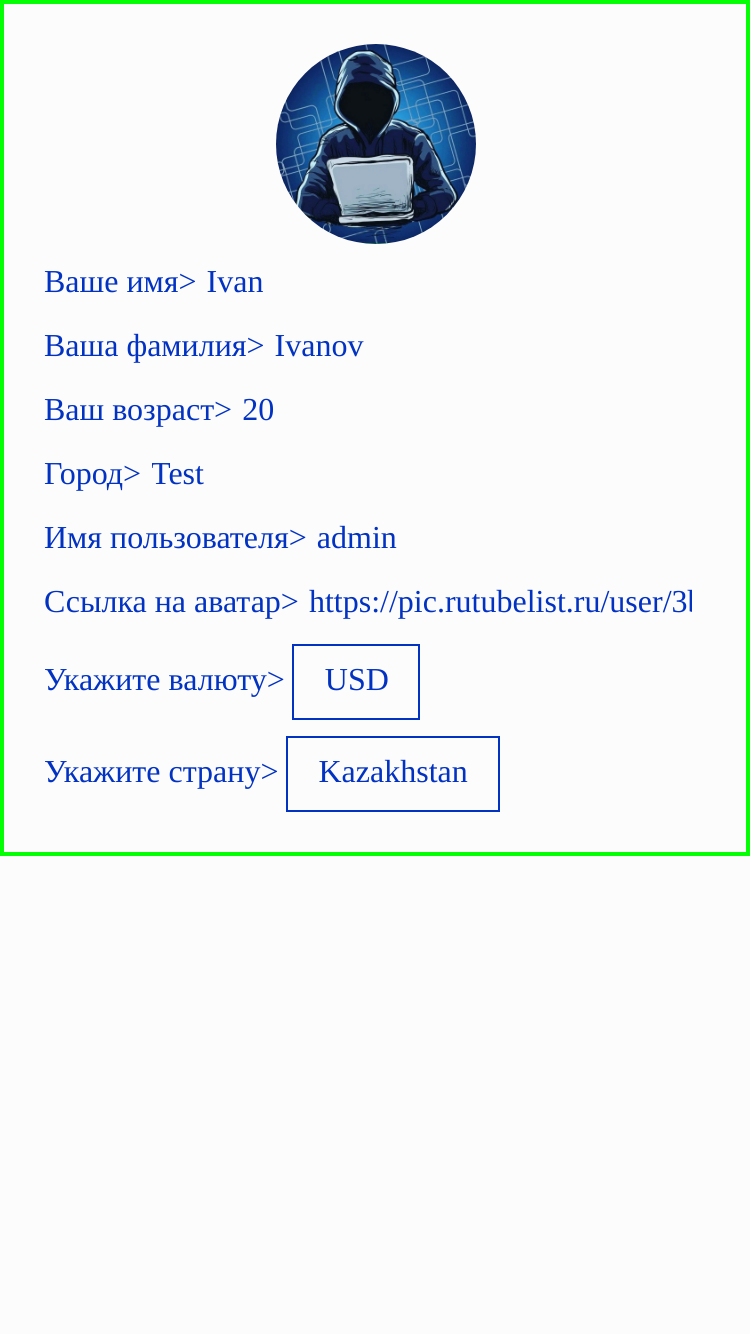 Ваше имя> Ivan
Ваша фамилия> Ivanov
Ваш возраст> 20
Город> Test
Имя пользователя> admin
Ссылка на аватар> https://pic.rutubelist.ru/user/3
Укажите валюту> USD
Укажите страну> Kazakhstan